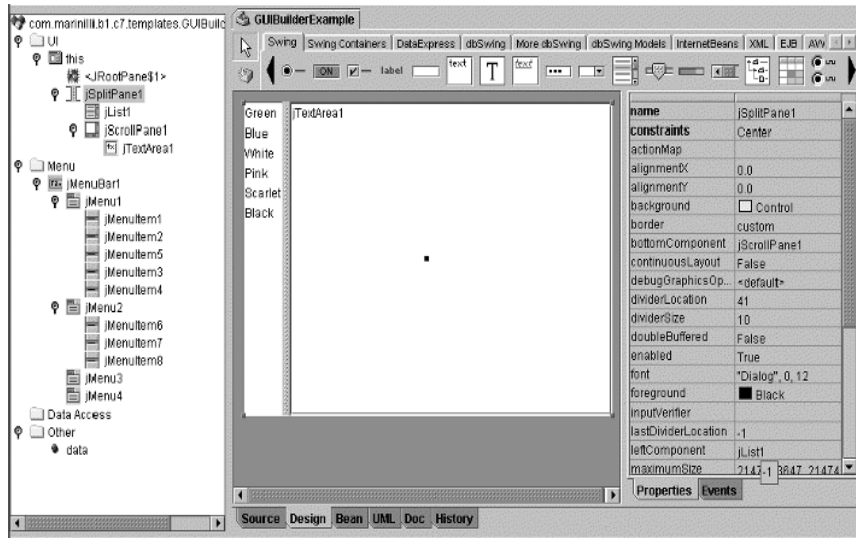 com.marinilli.b1.c7.templates.GUIBuilc
UI
this
<JRootPane$1>
jSplitPane1
jList1
jScrollPane1
jTextArea1
Menu
jMenuBar1
jMenu1
jMenuItem1
jMenuItem2
jMenuItem5
jMenuItem3
jMenuItem4
jMenu2
jMenuItem6
jMenuItem7
jMenuItem8
jMenu3
jMenu4
Data Access
Other
data
GUIBuilderExample
Swing Swing Containers DataExpress dbSwing More dbSwing dbSwing Models InternetBeans XML EJB
ON label text T text
Green
Blue
White
Pink
Scarlet
Black
jTextArea1
name jSplitPane1
constraints Center
actionMap
alignmentX 0.0
alignmentY 0.0
background Control
border custom
bottomComponent jScrollPane1
continuousLayout False
debugGraphicsOp... <default>
dividerLocation 41
dividerSize 10
doubleBuffered False
enabled True
font "Dialog", 0, 12
foreground Black
inputVerifier
lastDividerLocation -1
leftComponent jList1
maximumSize -1
Properties Events
Source Design Bean UML Doc History